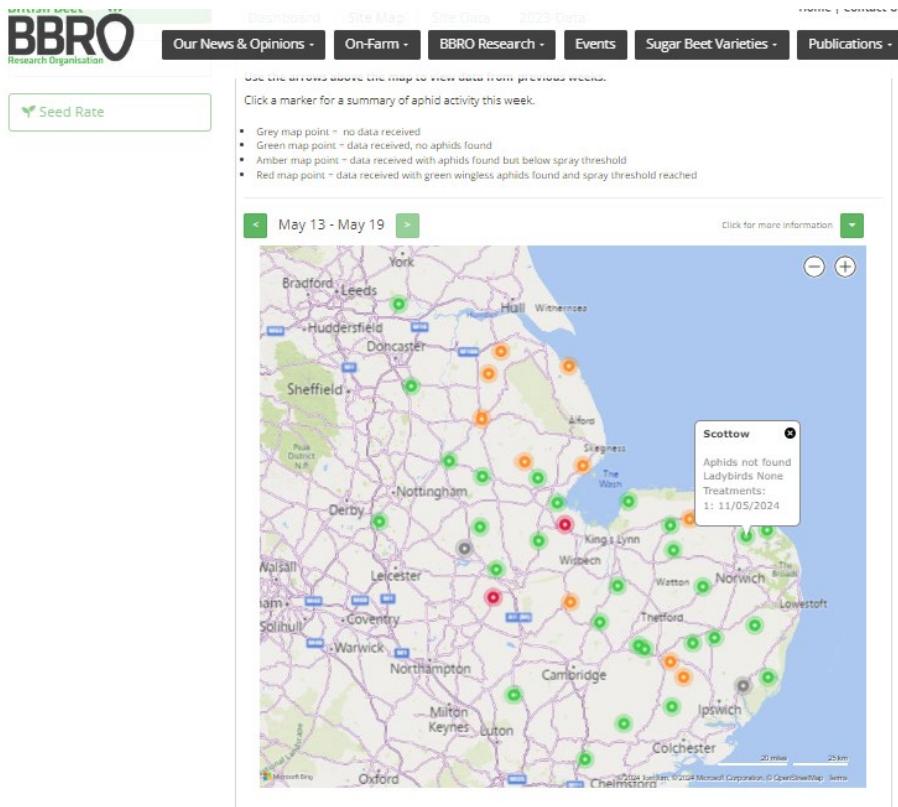 British Beet
BBRO
Research Organisation
Dashboard Site Map Site Data 2023 Data
Home | Contact
Our News & Opinions
On-Farm
BBRO Research
Events
Sugar Beet Varieties
Publications
Seed Rate
Use the arrows above the map to view data from previous weeks.
Click a marker for a summary of aphid activity this week.
Grey map point = no data received
Green map point = data received, no aphids found
Amber map point = data received with aphids found but below spray threshold
Red map point = data received with green wingless aphids found and spray threshold reached
< May 13 - May 19 >
Click for more information
York
Bradford
Leeds
Hull
Withernsea
Huddersfield
Doncaster
Sheffield
Alford
Skegness
Peak
District
N.P.
The
Wash
Nottingham
Derby
Scottow
Aphids not found
Ladybirds None
Treatments:
1: 11/05/2024
King's Lynn
Wisbech
Walsall
Leicester
Watton
Norwich
The
Broads
Lowestoft
Solihull
Coventry
Thetford
Warwick
Northampton
Cambridge
Ipswich
Milton
Keynes
Luton
Colchester
20 miles
25 km
Microsoft Bing
Oxford
Chelmsford
© 2024 TomTom, © 2024 Microsoft Corporation, © OpenStreetMap Terms